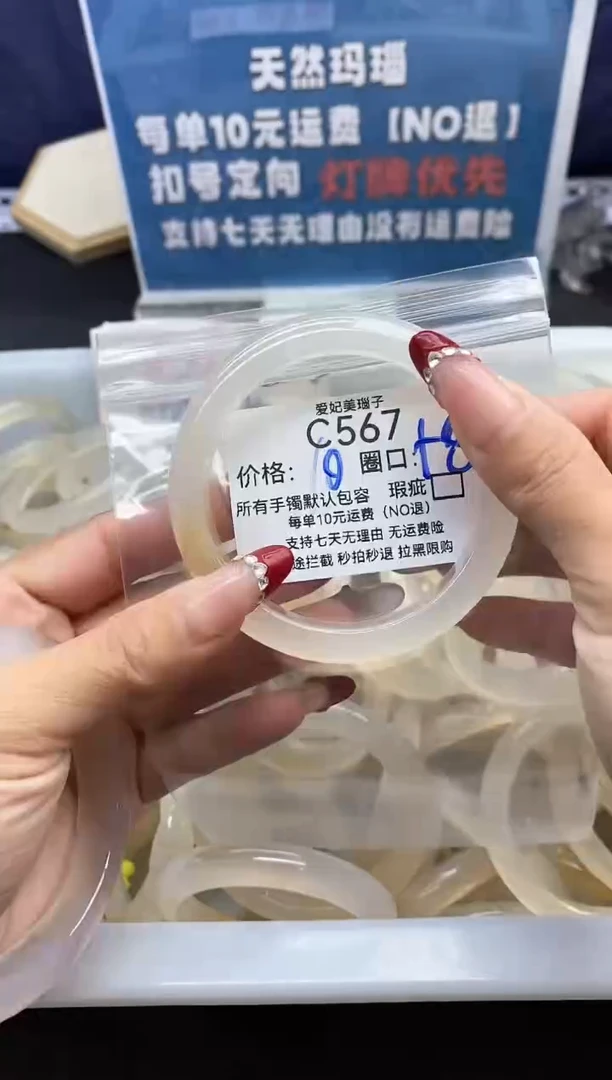 天然玛瑙
每单10元运费【NO退】
扣号定向 灯牌优先
支持七天无理由没有运费险
爱妃美瑙子
C567
价格： 圈口：
所有手镯默认包容 瑕疵
每单10元运费（NO退）
支持七天无理由 无运费险
途拦截 秒拍秒退 拉黑限购